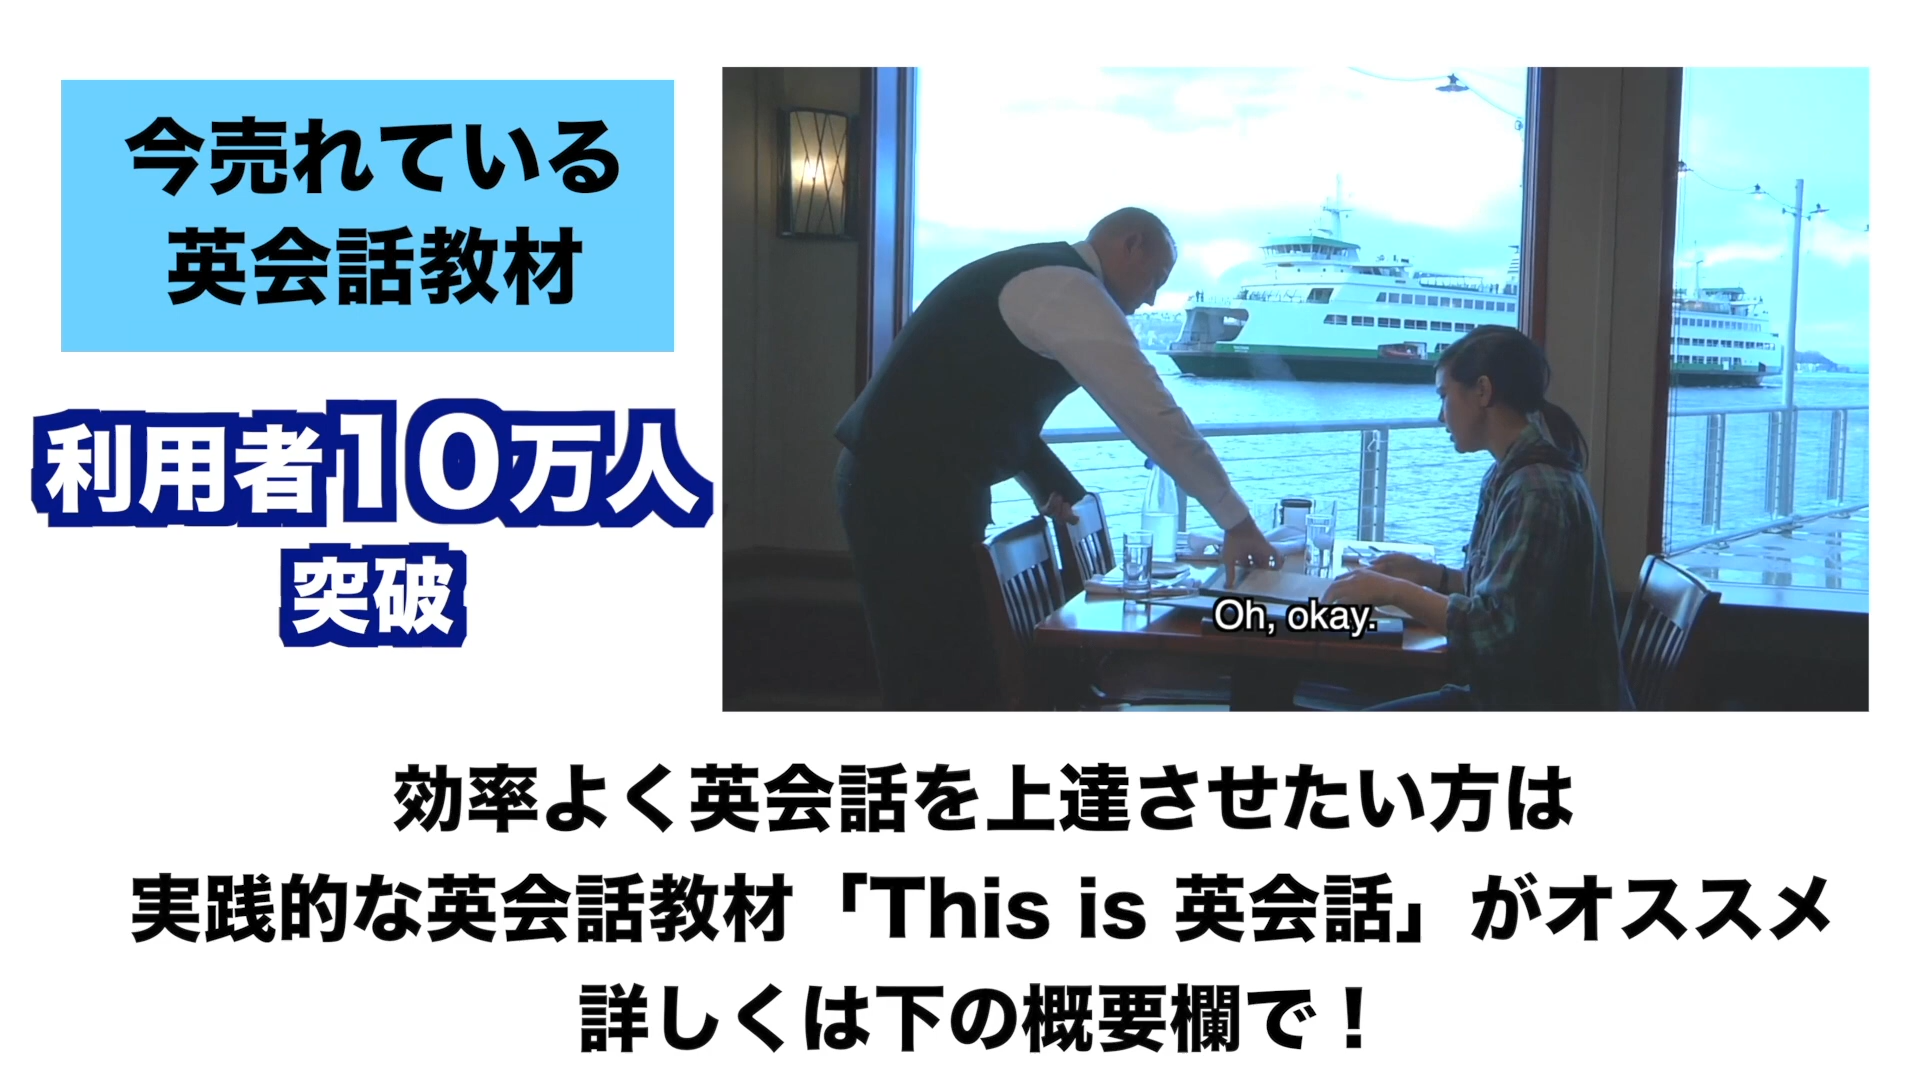 今売れている
英会話教材
利用者10万人
突破
Oh, okay.
効率よく英会話を上達させたい方は
実践的な英会話教材「This is 英会話」がオススメ
詳しくは下の概要欄で！